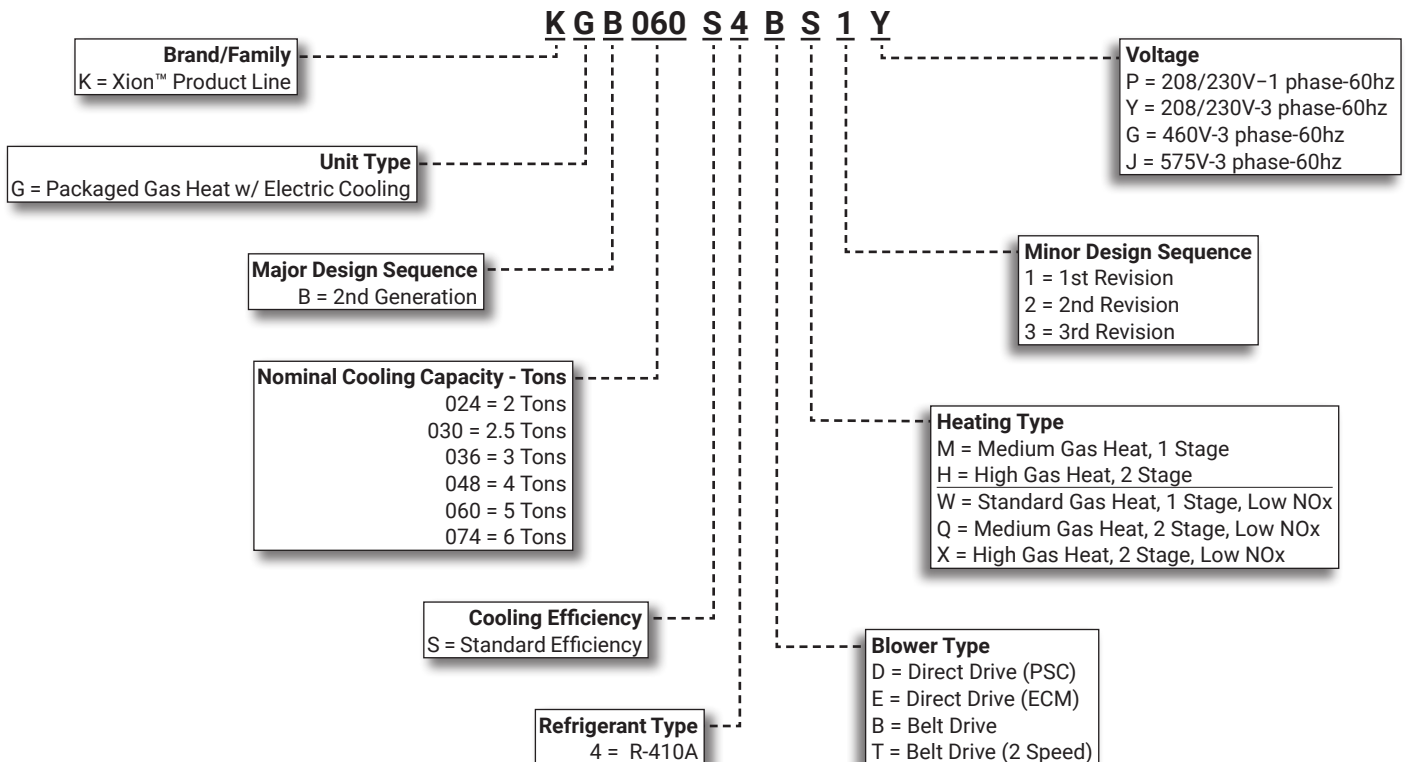 K G B 060 S 4 B S 1 Y
Brand/Family
K = Xion™ Product Line
Voltage
P = 208/230V−1 phase-60hz
Y = 208/230V-3 phase-60hz
G = 460V-3 phase-60hz
J = 575V-3 phase-60hz
Unit Type
G = Packaged Gas Heat w/ Electric Cooling
Major Design Sequence
B = 2nd Generation
Minor Design Sequence
1 = 1st Revision
2 = 2nd Revision
3 = 3rd Revision
Nominal Cooling Capacity - Tons
024 = 2 Tons
030 = 2.5 Tons
036 = 3 Tons
048 = 4 Tons
060 = 5 Tons
074 = 6 Tons
Heating Type
M = Medium Gas Heat, 1 Stage
H = High Gas Heat, 2 Stage
W = Standard Gas Heat, 1 Stage, Low NOx
Q = Medium Gas Heat, 2 Stage, Low NOx
X = High Gas Heat, 2 Stage, Low NOx
Cooling Efficiency
S = Standard Efficiency
Blower Type
D = Direct Drive (PSC)
E = Direct Drive (ECM)
B = Belt Drive
T = Belt Drive (2 Speed)
Refrigerant Type
4 = R-410A